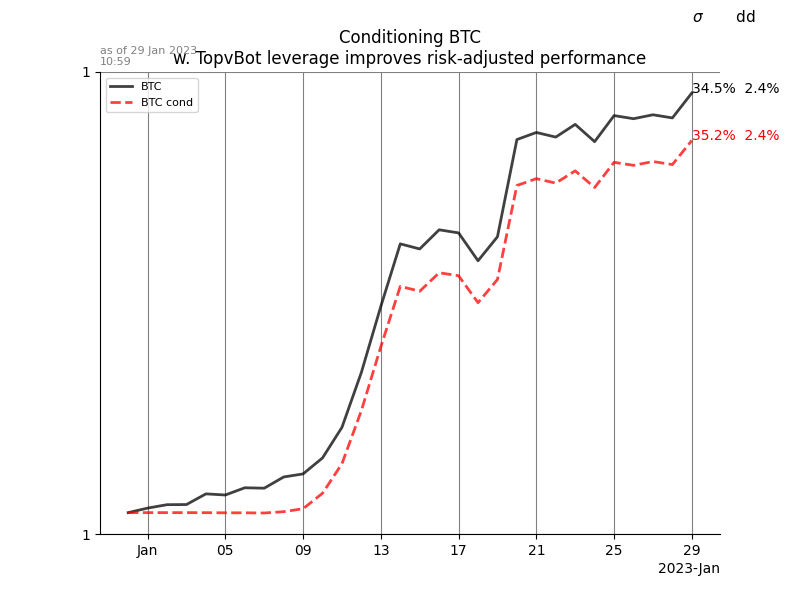 σ dd
Conditioning BTC
as of 29 Jan 2023
10:59
w. TopvBot leverage improves risk-adjusted performance
1
BTC
BTC cond
34.5% 2.4%
35.2% 2.4%
1
Jan 05 09 13 17 21 25 29
2023-Jan